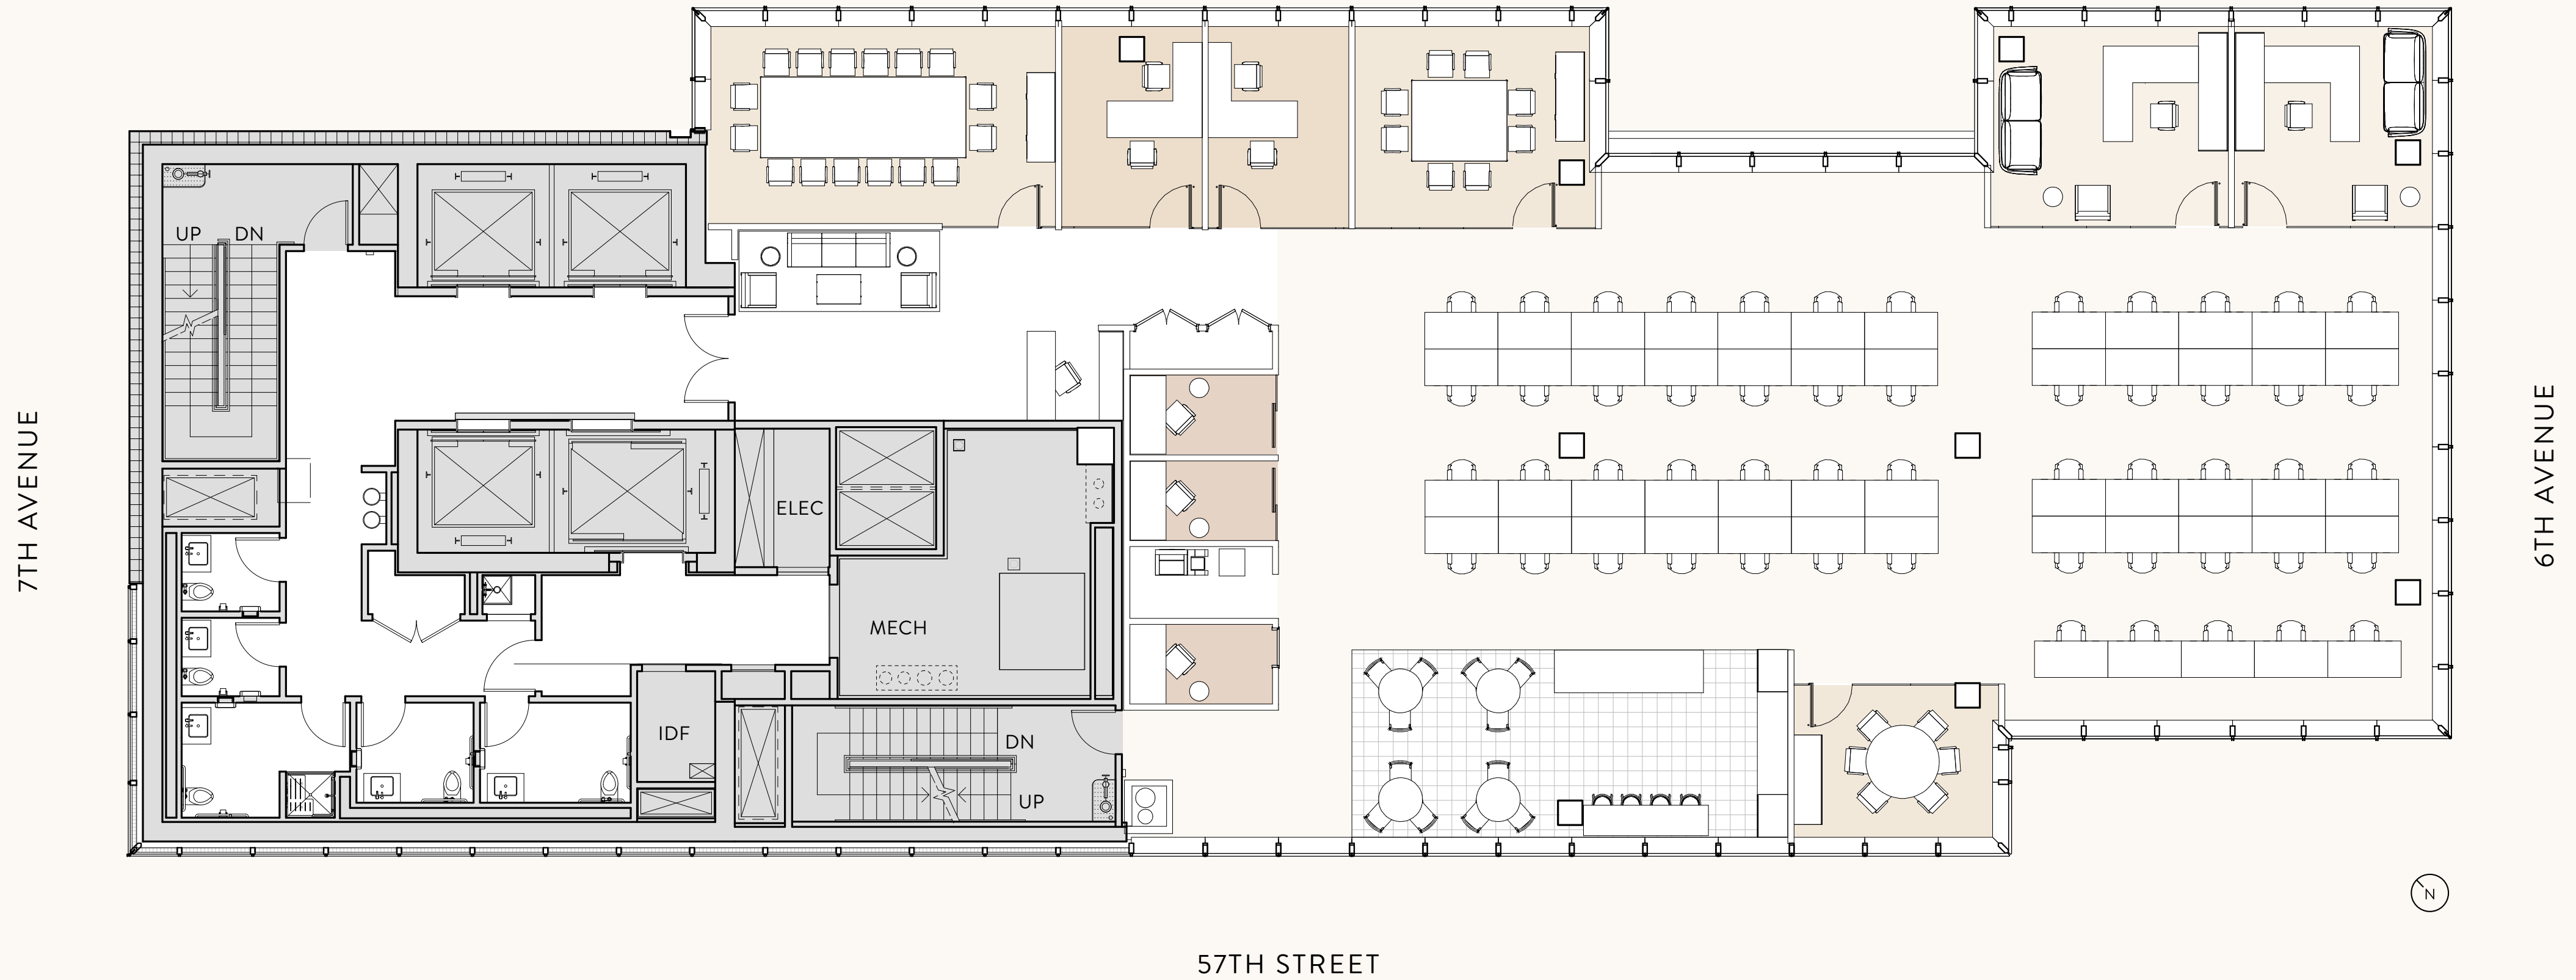 UP DN
7TH AVENUE
6TH AVENUE
ELEC
MECH
IDF
DN
UP
N
57TH STREET